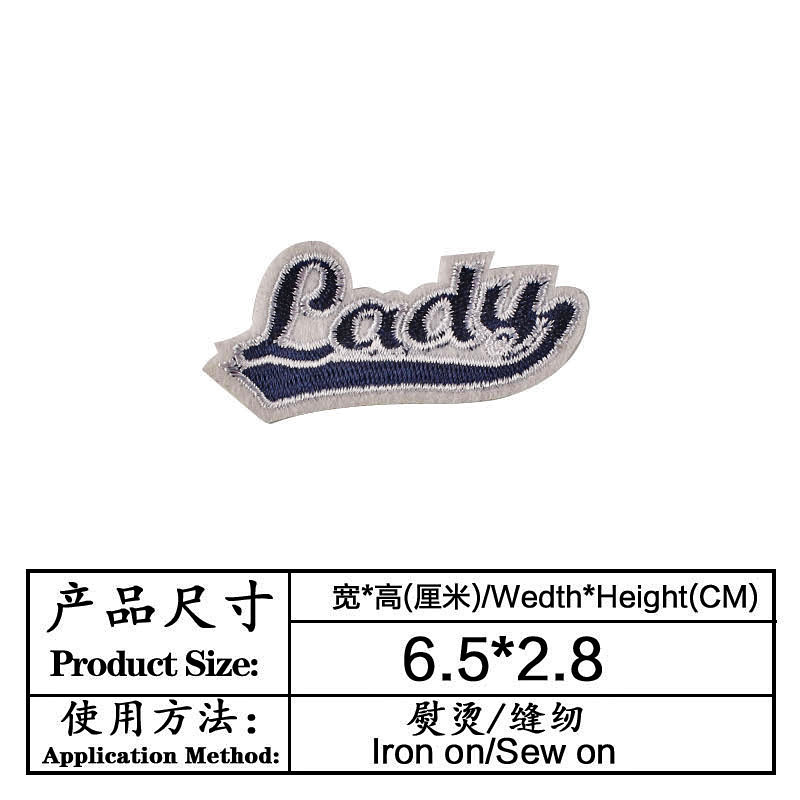 Lady
产品尺寸
Product Size:
宽*高(厘米)/Wedth*Height(CM)
6.5*2.8
使用方法：
Application Method:
熨烫/缝纫
Iron on/Sew on